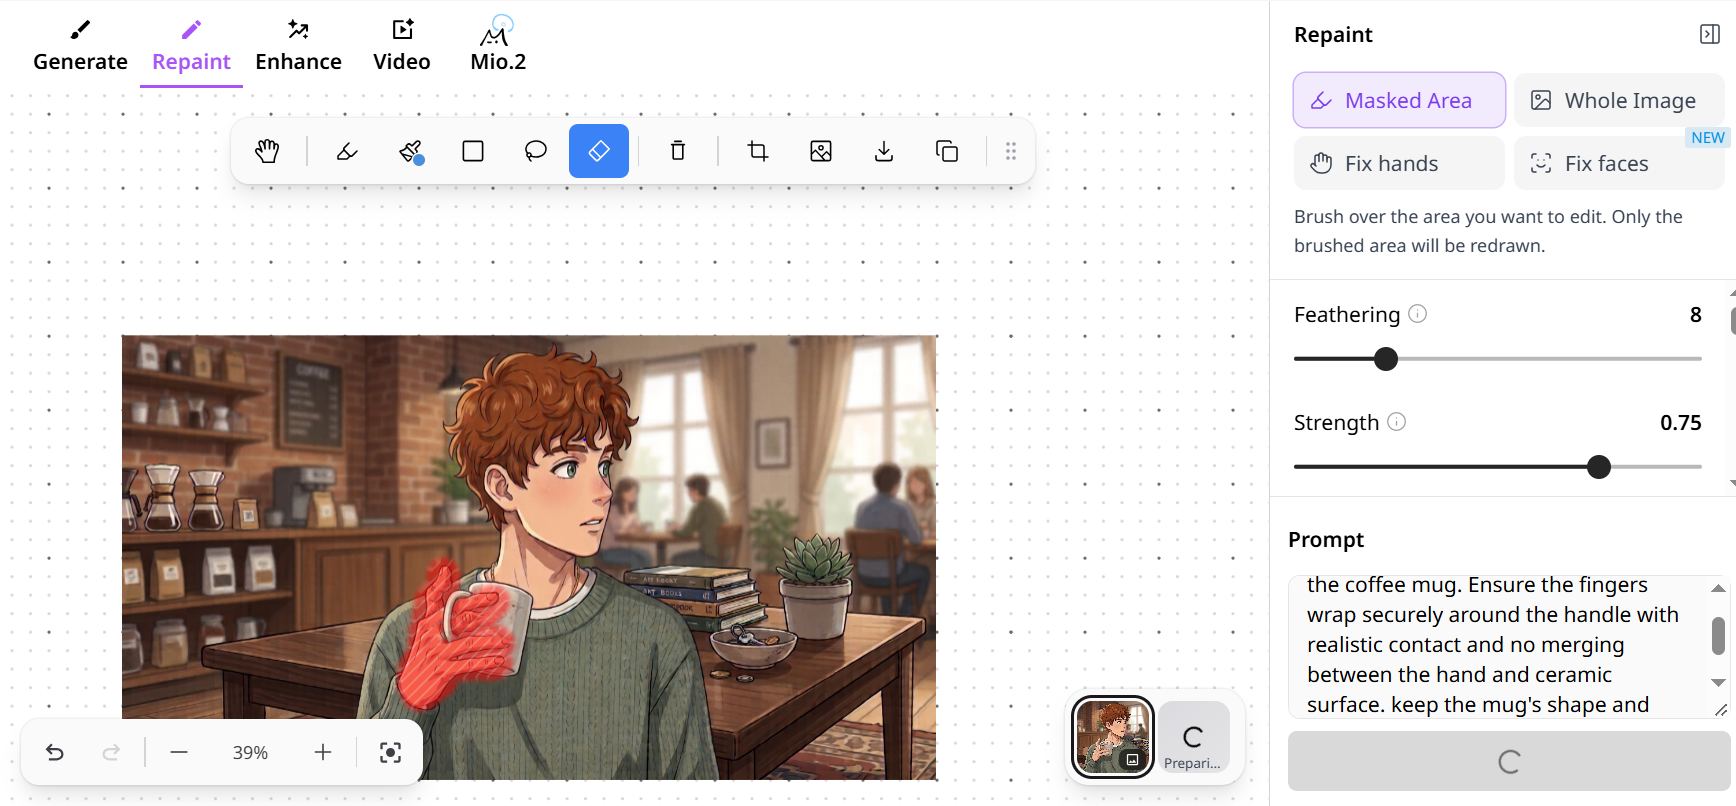 Generate
Repaint
Enhance
Video
Mio.2
Repaint
Masked Area
Whole Image
NEW
Fix hands
Fix faces
Brush over the area you want to edit. Only the
brushed area will be redrawn.
Feathering 8
Strength 0.75
Prompt
the coffee mug. Ensure the fingers
wrap securely around the handle with
realistic contact and no merging
between the hand and ceramic
surface. keep the mug's shape and
COFFEE
ART BOOKS
39%
Prepari...